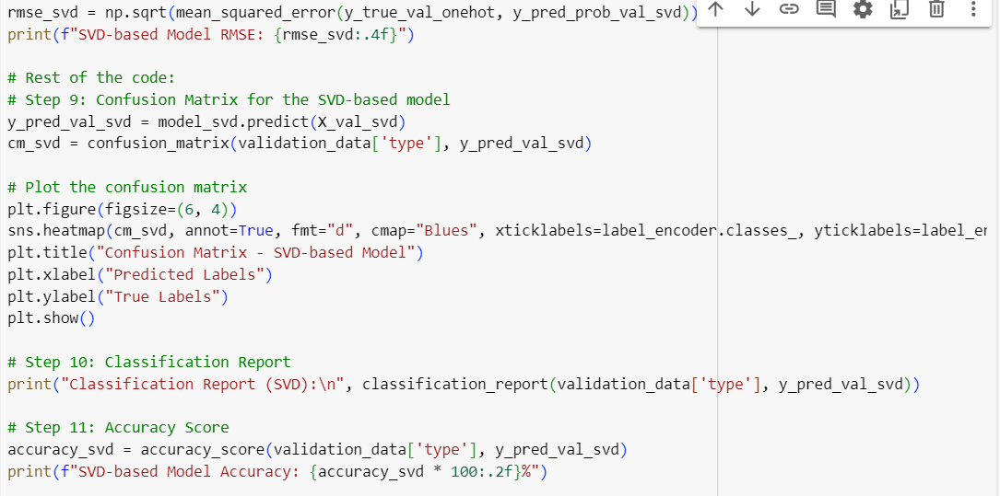 rmse_svd = np.sqrt(mean_squared_error(y_true_val_onehot, y_pred_prob_val_svd))
print(f"SVD-based Model RMSE: {rmse_svd:.4f}")
# Rest of the code:
# Step 9: Confusion Matrix for the SVD-based model
y_pred_val_svd = model_svd.predict(X_val_svd)
cm_svd = confusion_matrix(validation_data['type'], y_pred_val_svd)
# Plot the confusion matrix
plt.figure(figsize=(6, 4))
sns.heatmap(cm_svd, annot=True, fmt="d", cmap="Blues", xticklabels=label_encoder.classes_, yticklabels=label_er
plt.title("Confusion Matrix - SVD-based Model")
plt.xlabel("Predicted Labels")
plt.ylabel("True Labels")
plt.show()
# Step 10: Classification Report
print("Classification Report (SVD):\n", classification_report(validation_data['type'], y_pred_val_svd))
# Step 11: Accuracy Score
accuracy_svd = accuracy_score(validation_data['type'], y_pred_val_svd)
print(f"SVD-based Model Accuracy: {accuracy_svd * 100:.2f}%")